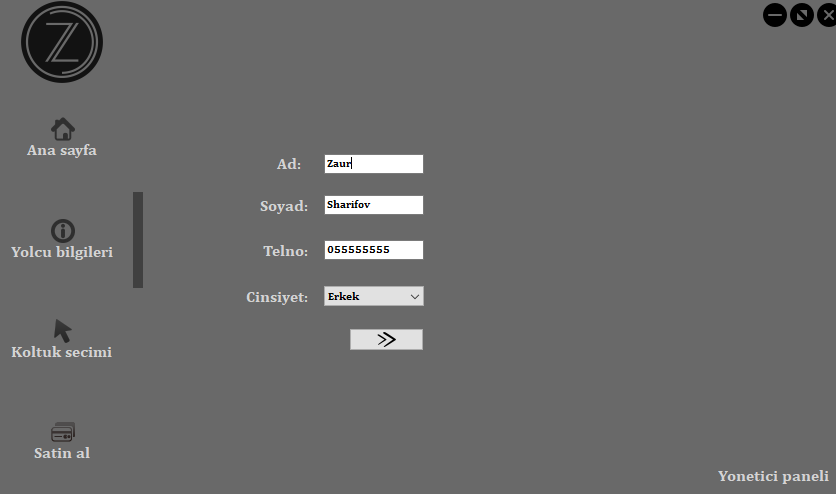 Z
Ana sayfa
Yolcu bilgileri
Koltuk secimi
Satin al
Ad:
Zaur
Soyad:
Sharifov
Telno:
055555555
Cinsiyet:
Erkek
Yonetici paneli